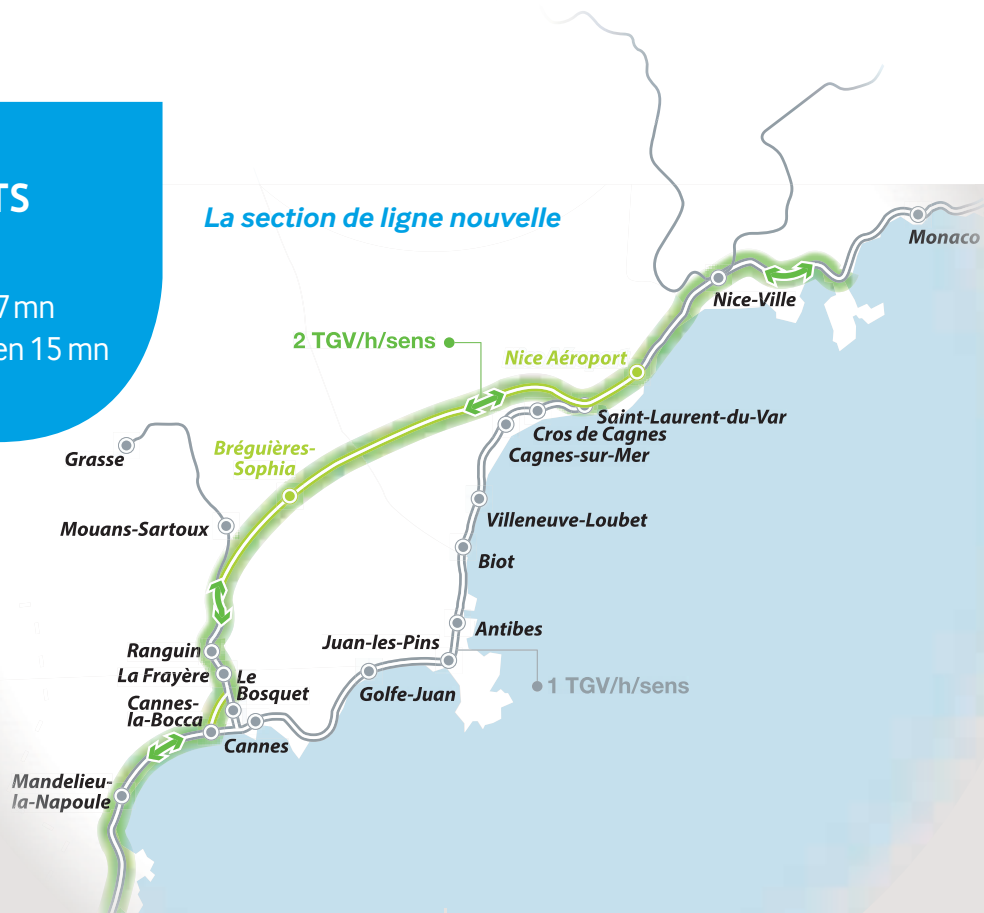 TS
7 mn
en 15 mn
La section de ligne nouvelle
Monaco
Nice-Ville
2 TGV/h/sens
Nice Aéroport
Saint-Laurent-du-Var
Cros de Cagnes
Cagnes-sur-Mer
Bréguières-
Sophia
Grasse
Mouans-Sartoux
Villeneuve-Loubet
Biot
Antibes
Juan-les-Pins
1 TGV/h/sens
Golfe-Juan
Ranguin
La Frayère
Le
Bosquet
Cannes-
la-Bocca
Cannes
Mandelieu-
la-Napoule